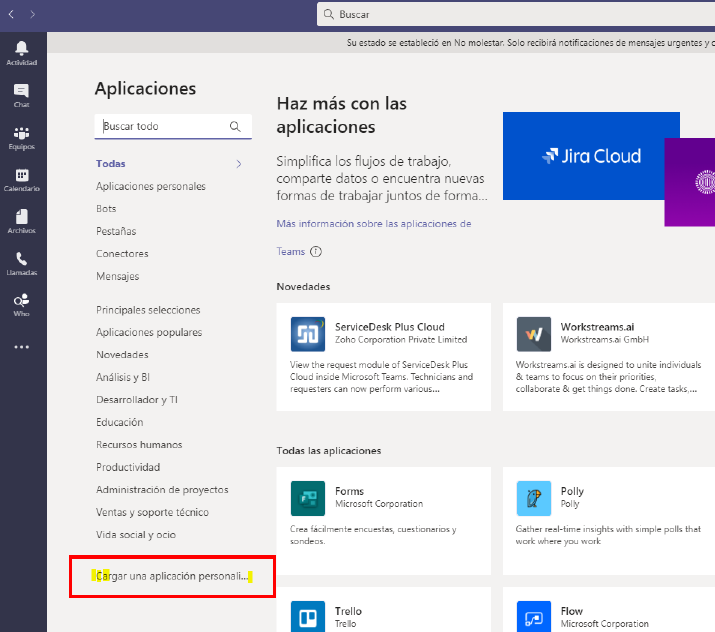 Buscar
Su estado se estableció en No molestar. Solo recibirá notificaciones de mensajes urgentes y
Actividad
Chat
Equipos
Calendario
Archivos
Llamadas
Who
Aplicaciones
Buscar todo
Todas
Aplicaciones personales
Bots
Pestañas
Conectores
Mensajes
Principales selecciones
Aplicaciones populares
Novedades
Análisis y BI
Desarrollador y TI
Educación
Recursos humanos
Productividad
Administración de proyectos
Ventas y soporte técnico
Vida social y ocio
Cargar una aplicación personali...
Haz más con las
aplicaciones
Simplifica los flujos de trabajo,
comparte datos o encuentra nuevas
formas de trabajar juntos de forma...
Más información sobre las aplicaciones de
Teams
Jira Cloud
Novedades
ServiceDesk Plus Cloud
Zoho Corporation Private Limited
View the request module of ServiceDesk Plus
Cloud inside Microsoft Teams. Technicians and
requesters can now perform various...
Workstreams.ai
Workstreams.ai GmbH
Workstreams.ai is designed to unite individuals
& teams to focus on their priorities,
collaborate & get things done. Create tasks,...
Todas las aplicaciones
Forms
Microsoft Corporation
Crea fácilmente encuestas, cuestionarios y
sondeos.
Polly
Polly
Gather real-time insights with simple polls that
work where you work
Trello
Trello
Flow
Microsoft Corporation